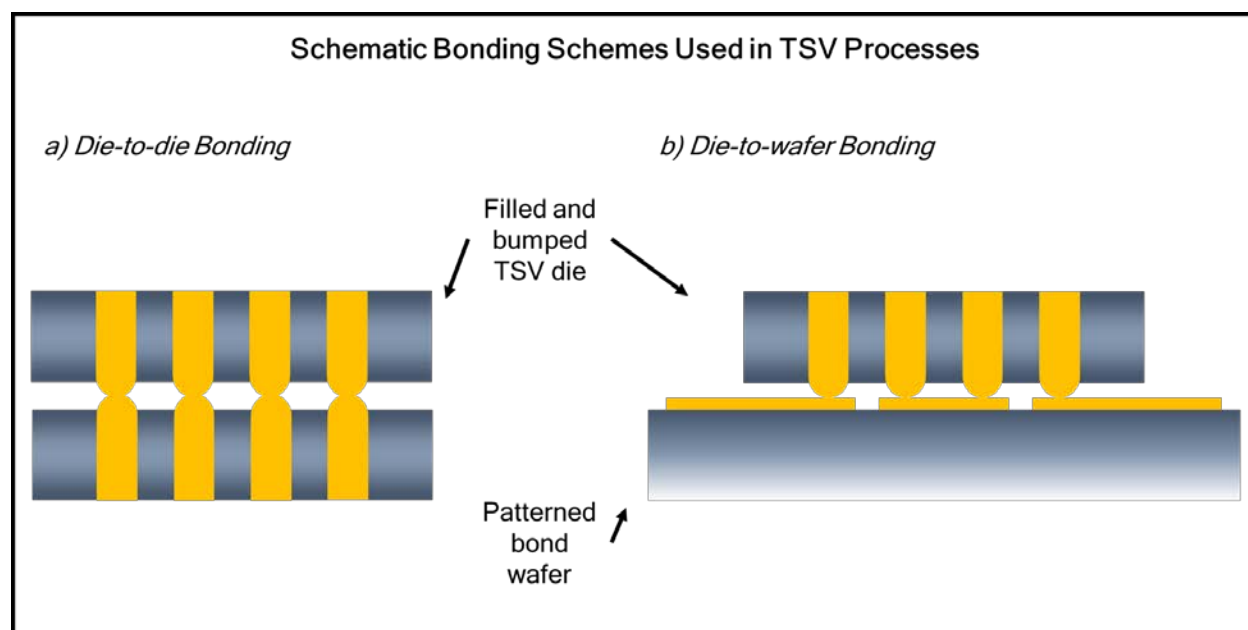 Schematic Bonding Schemes Used in TSV Processes
a) Die-to-die Bonding
b) Die-to-wafer Bonding
Filled and
bumped
TSV die
Patterned
bond
wafer